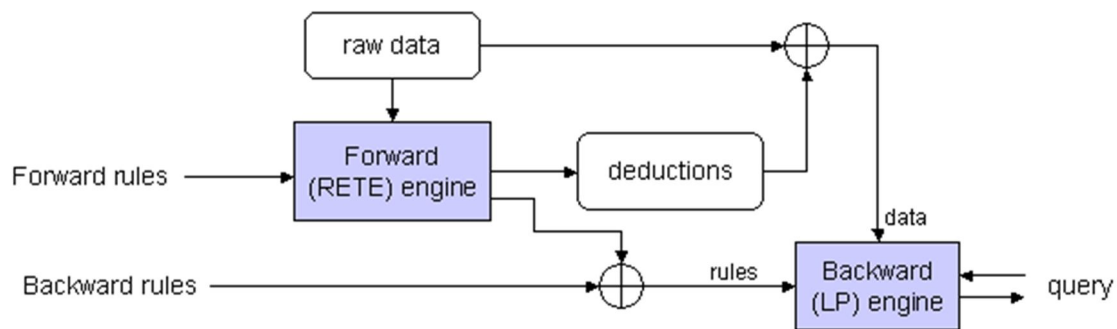 raw data
Forward rules
Forward
(RETE) engine
deductions
data
Backward rules
rules
Backward
(LP) engine
query